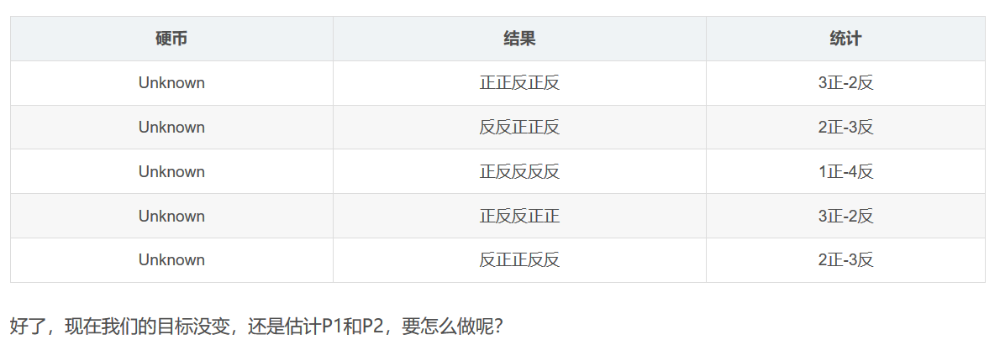 硬币 结果 统计
Unknown 正正反正反 3正-2反
Unknown 反反正正反 2正-3反
Unknown 正反反反反 1正-4反
Unknown 正反反正正 3正-2反
Unknown 反正正反反 2正-3反
好了，现在我们的目标没变，还是估计P1和P2，要怎么做呢？